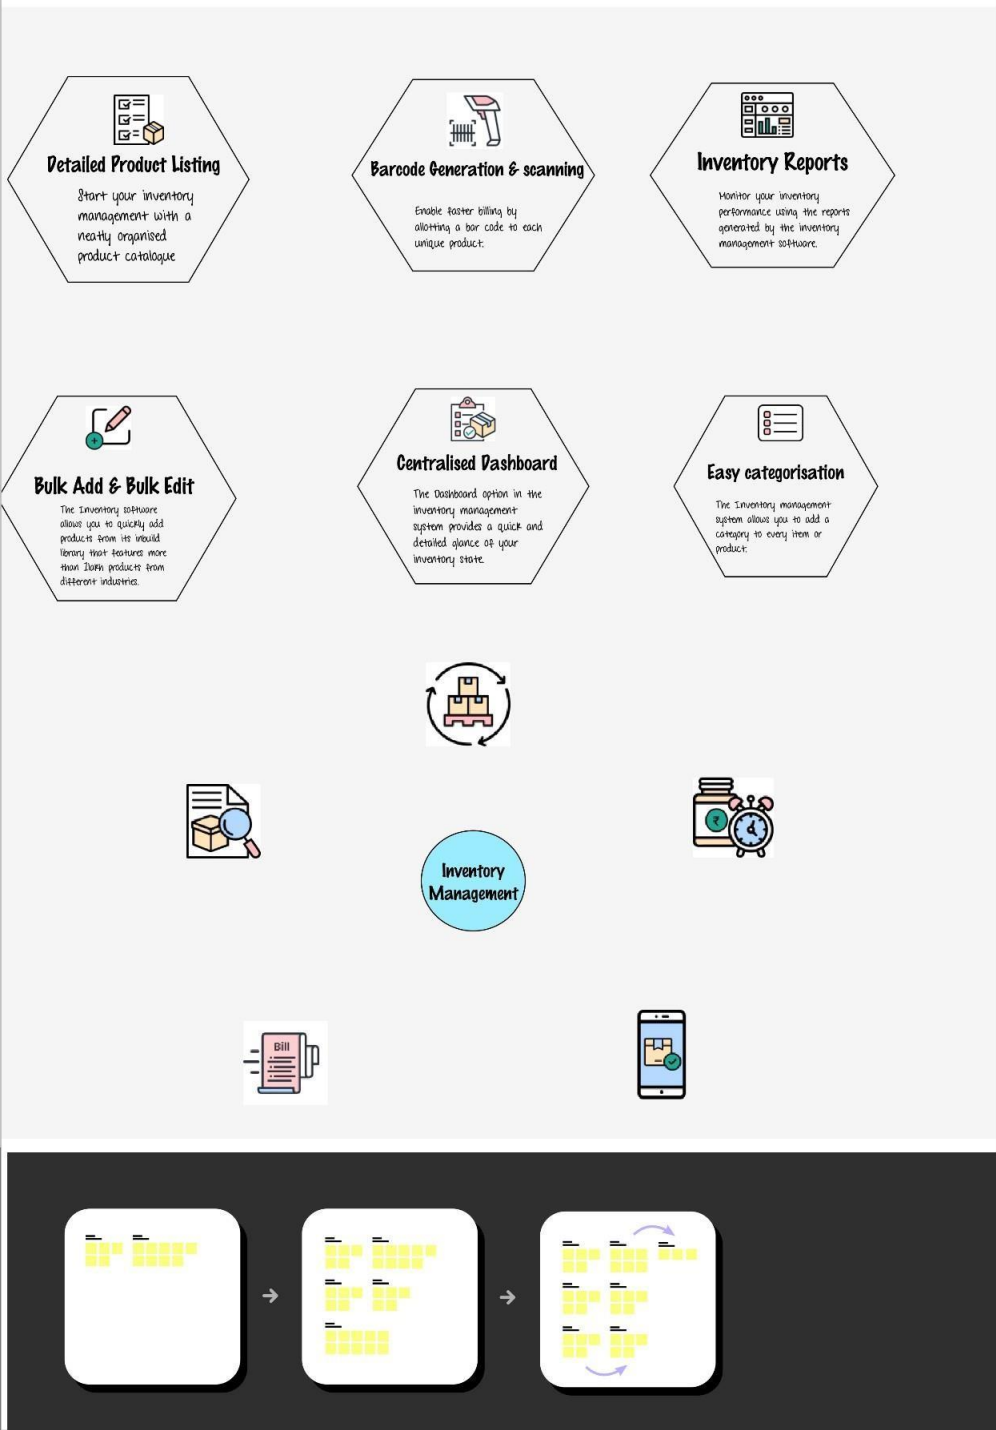 Detailed Product Listing
Start your inventory
management with a
neatly organised
product catalogue
Barcode Generation & scanning
Enable faster billing by
allotting a bar code to each
unique product.
Inventory Reports
Monitor your inventory
performance using the reports
generated by the inventory
management software.
Bulk Add & Bulk Edit
The Inventory software
allows you to quickly add
products from its inbuild
library that features more
than 1lakh products from
different industries.
Centralised Dashboard
The Dashboard option in the
inventory management
system provides a quick and
detailed glance of your
inventory state.
Easy categorisation
The Inventory management
system allows you to add a
category to every item or
product.
₹
Inventory
Management
Bill